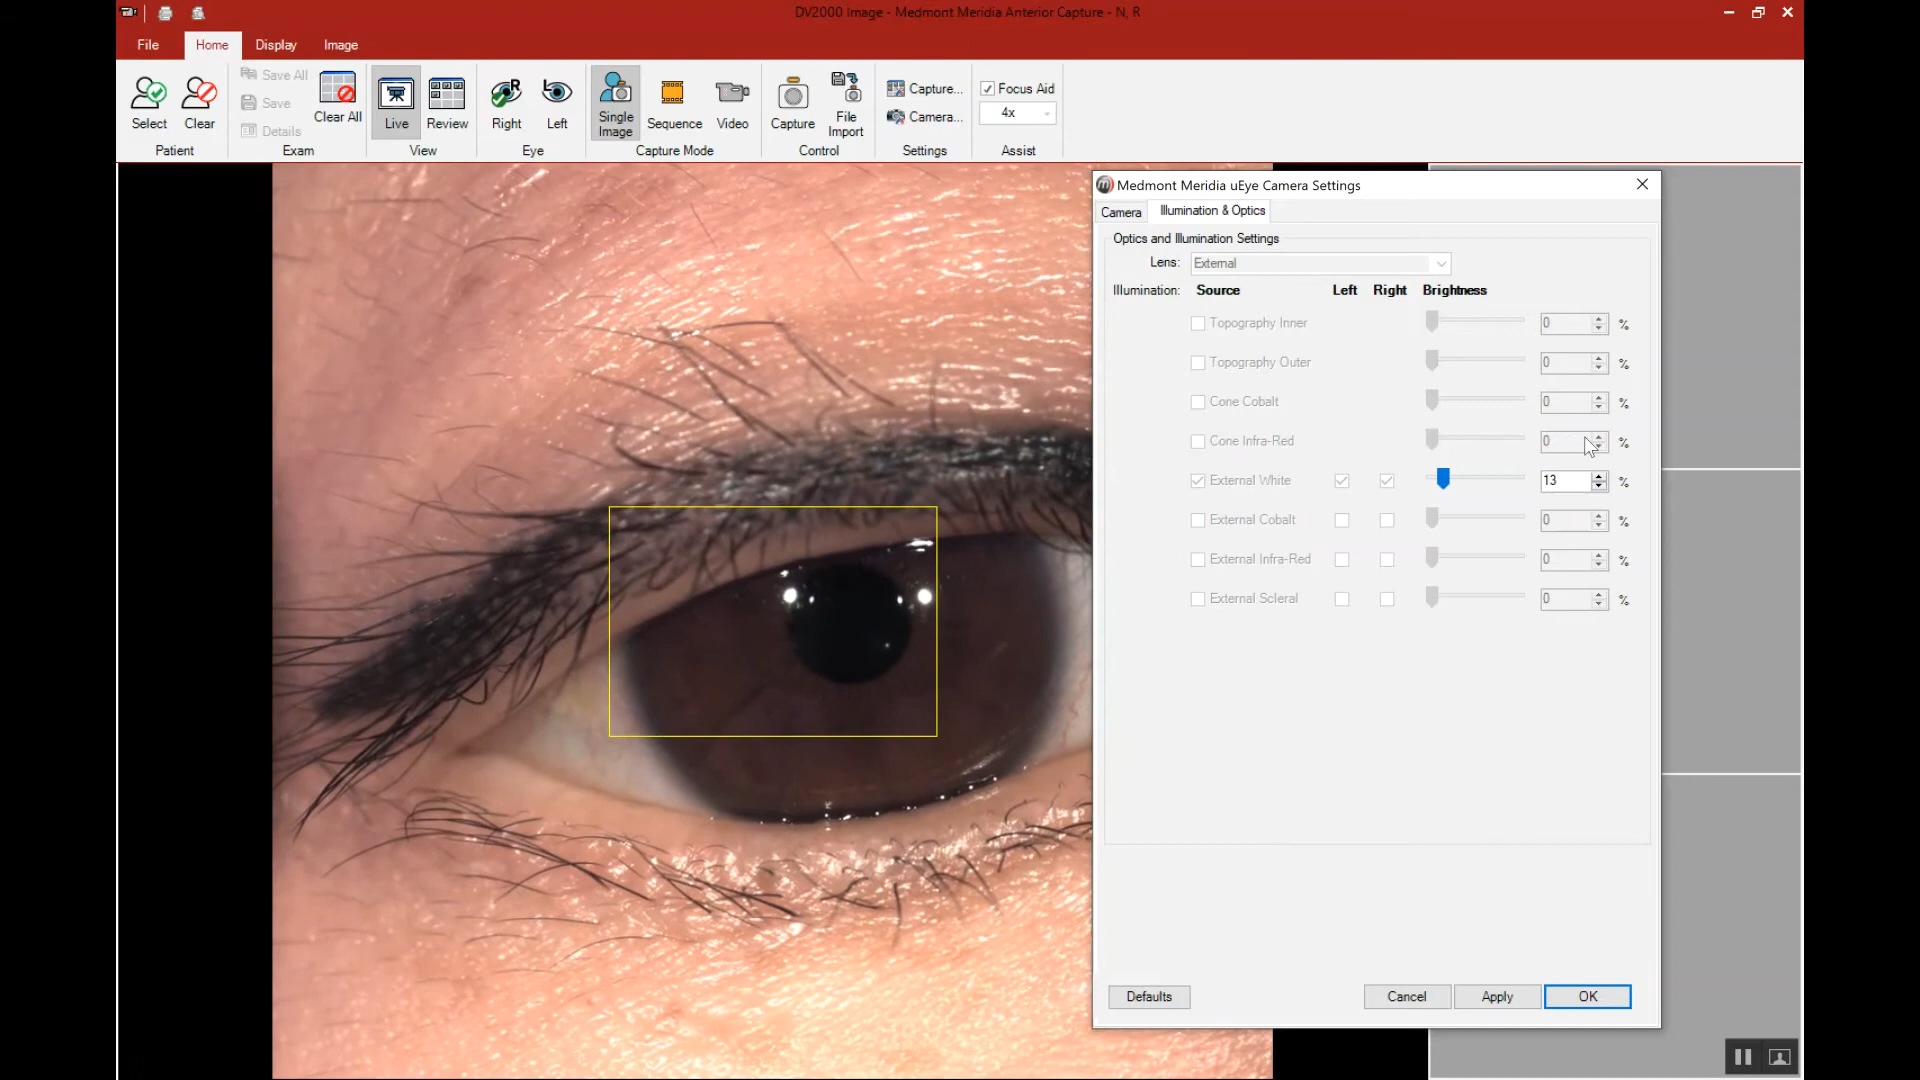 DV2000 Image - Medmont Meridia Anterior Capture - N, R
File Home Display Image
Select Clear
Patient
Save All
Save
Details
Clear All
Exam
Live Review
View
Right Left
Eye
Single Image Sequence Video
Capture Mode
Capture File Import
Control
Capture...
Camera...
Settings
Focus Aid
4x
Assist
Medmont Meridia uEye Camera Settings
Camera Illumination & Optics
Optics and Illumination Settings
Lens: External
Illumination: Source Left Right Brightness
Topography Inner 0 %
Topography Outer 0 %
Cone Cobalt 0 %
Cone Infra-Red 0 %
External White 13 %
External Cobalt 0 %
External Infra-Red 0 %
External Scleral 0 %
Defaults Cancel Apply OK